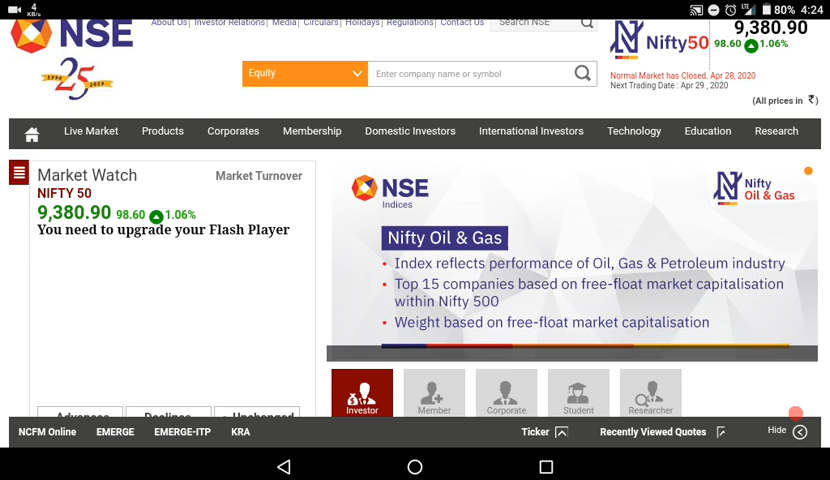 4
KB/s
LTE
80% 4:24
About Us Investor Relations Media Circulars Holidays Regulations Contact Us
Search NSE
NSE
1994 25 2020
Nifty50
9,380.90
98.60 1.06%
Equity
Enter company name or symbol
Normal Market has Closed. Apr 28, 2020
Next Trading Date : Apr 29 , 2020
(All prices in ₹)
Live Market Products Corporates Membership Domestic Investors International Investors Technology Education Research
Market Watch
Market Turnover
NIFTY 50
9,380.90 98.60 1.06%
You need to upgrade your Flash Player
NSE
Indices
Nifty
Oil & Gas
Nifty Oil & Gas
• Index reflects performance of Oil, Gas & Petroleum industry
• Top 15 companies based on free-float market capitalisation
within Nifty 500
• Weight based on free-float market capitalisation
Investor Member Corporate Student Researcher
Advances Declines Unchanged
NCFM Online EMERGE EMERGE-ITP KRA
Ticker Recently Viewed Quotes Hide